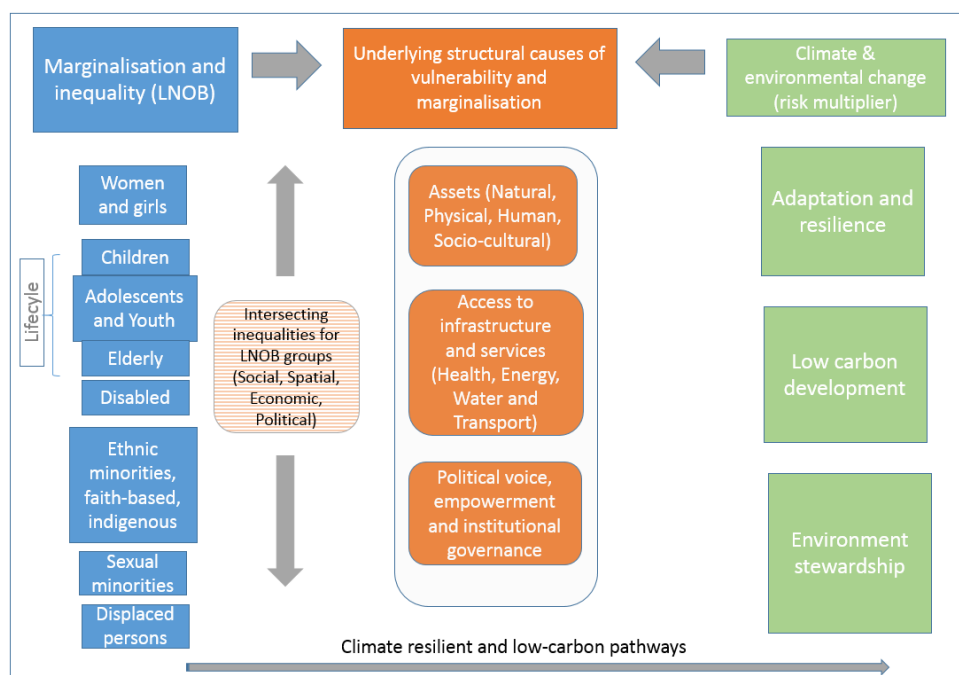 Marginalisation and
inequality (LNOB)
Underlying structural causes of
vulnerability and
marginalisation
Climate &
environmental change
(risk multiplier)
Women
and girls
Lifecyle
Children
Adolescents
and Youth
Elderly
Disabled
Ethnic
minorities,
faith-based,
indigenous
Sexual
minorities
Displaced
persons
Intersecting
inequalities for
LNOB groups
(Social, Spatial,
Economic,
Political)
Assets (Natural,
Physical, Human,
Socio-cultural)
Access to
infrastructure
and services
(Health, Energy,
Water and
Transport)
Political voice,
empowerment
and institutional
governance
Adaptation and
resilience
Low carbon
development
Environment
stewardship
Climate resilient and low-carbon pathways